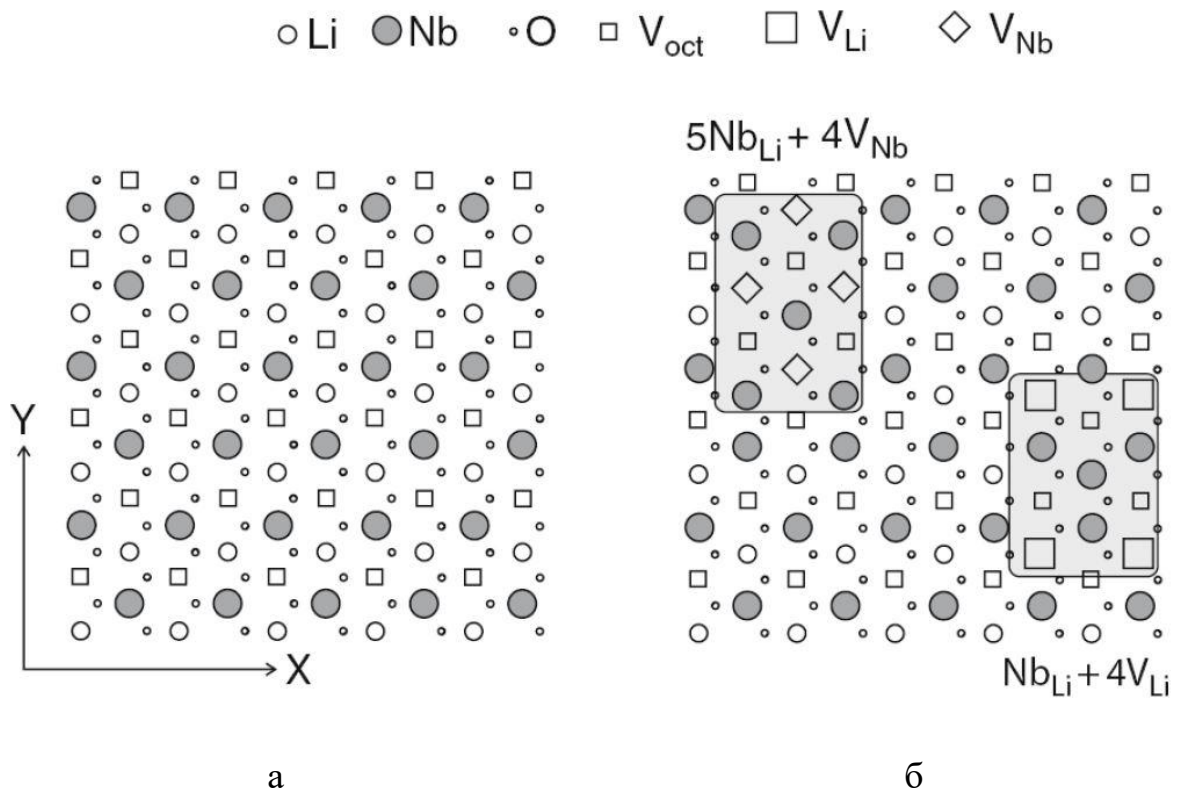 Li Nb O V_oct V_Li V_Nb
5Nb_Li + 4V_Nb
Y
X
Nb_Li + 4V_Li
а б